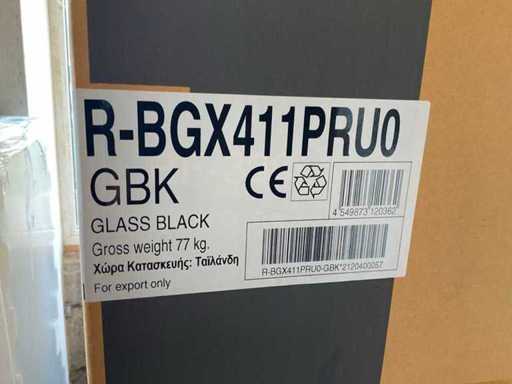 R-BGX411PRU0
GBK
CE
4 549873 120362
GLASS BLACK
Gross weight 77 kg.
Χώρα Κατασκευής: Ταϊλάνδη
R-BGX411PRU0-GBK*2120400057
For export only